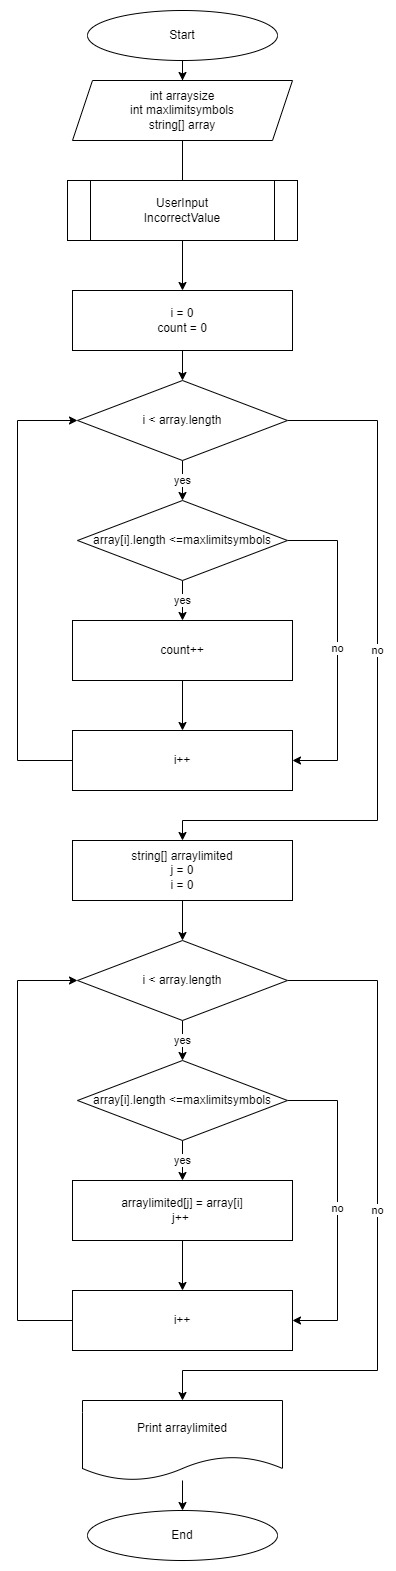 Start
int arraysize
int maxlimitsymbols
string[] array
UserInput
IncorrectValue
i = 0
count = 0
i < array.length
yes
array[i].length <=maxlimitsymbols
yes
count++
no
no
i++
string[] arraylimited
j = 0
i = 0
i < array.length
yes
array[i].length <=maxlimitsymbols
yes
arraylimited[j] = array[i]
j++
no
no
i++
Print arraylimited
End